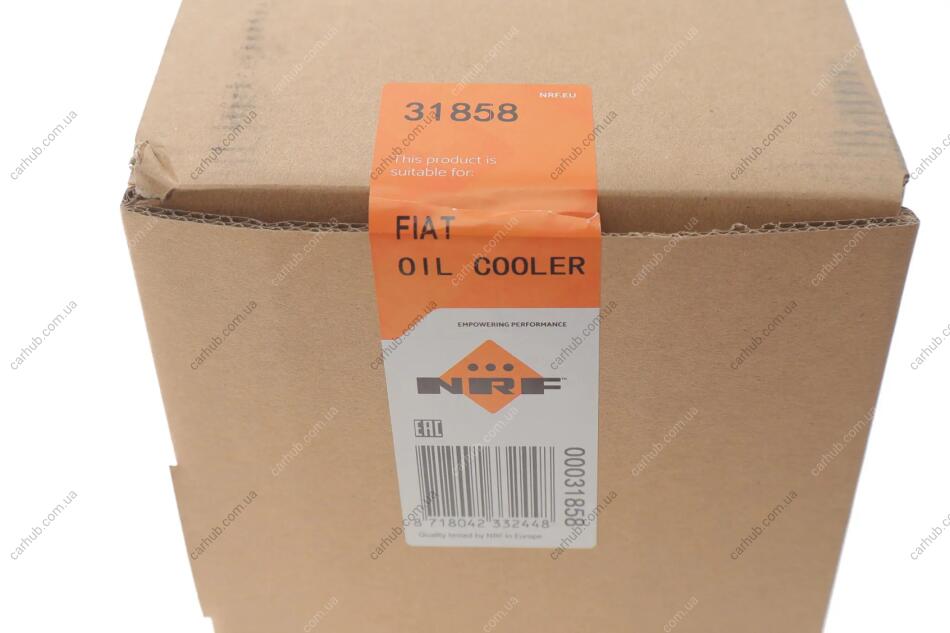 NRF.EU
31858
This product is
suitable for:
FIAT
OIL COOLER
EMPOWERING PERFORMANCE
NRF™
EAC
00031858
8 718042 332448
Quality tested by NRF in Europe
carhub.com.ua